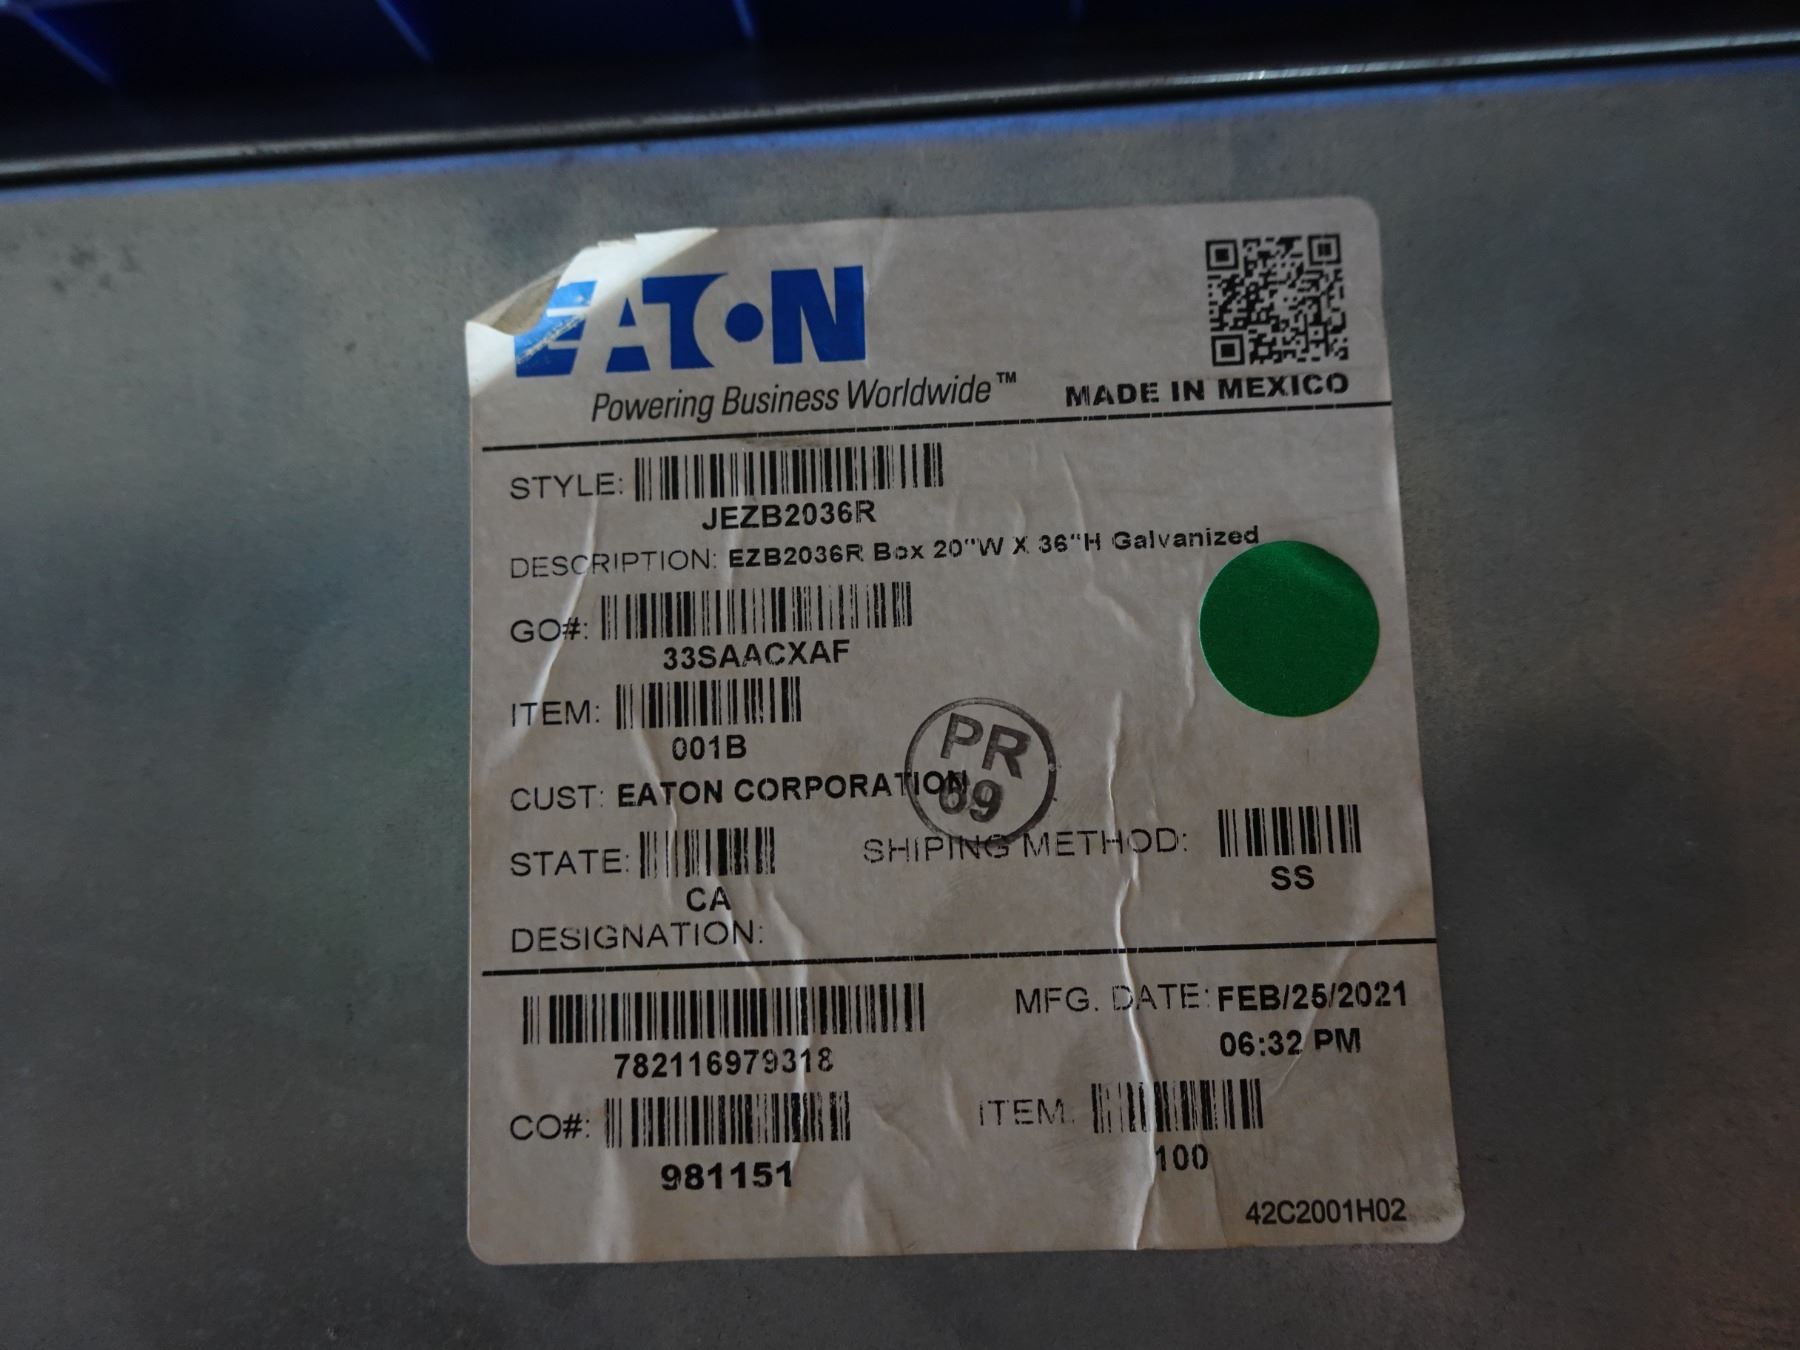 EATON
Powering Business Worldwide™
MADE IN MEXICO
STYLE:
JEZB2036R
DESCRIPTION: EZB2036R Box 20"W X 36"H Galvanized
GO#:
33SAACXAF
ITEM:
001B
PR
09
CUST: EATON CORPORATION
STATE:
CA
SHIPING METHOD:
SS
DESIGNATION:
782116979318
MFG. DATE: FEB/25/2021
06:32 PM
CO#:
981151
ITEM:
100
42C2001H02